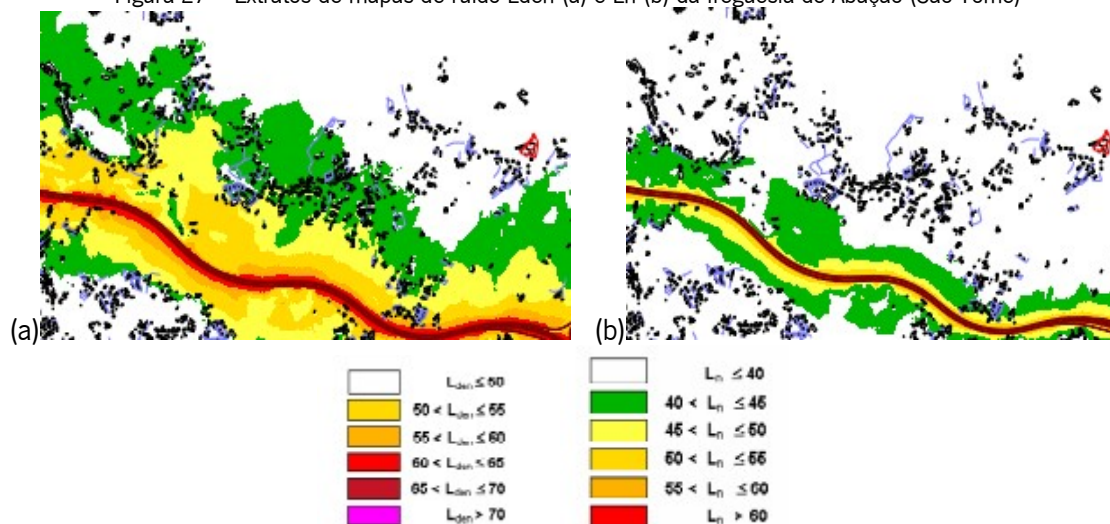 Figura 27 – Extratos de mapas de ruído Lden (a) e Ln (b) da freguesia de Abação (São Tomé)
(a)
(b)
Lden ≤ 50
50 < Lden ≤ 55
55 < Lden ≤ 60
60 < Lden ≤ 65
65 < Lden ≤ 70
Lden > 70
Ln ≤ 40
40 < Ln ≤ 45
45 < Ln ≤ 50
50 < Ln ≤ 55
55 < Ln ≤ 60
Ln > 60